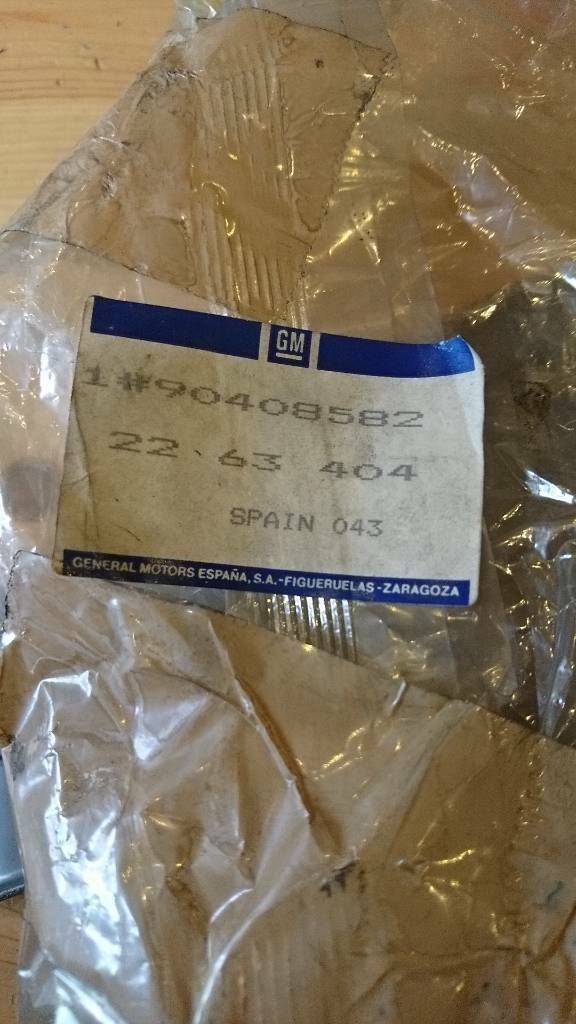 GM
1#90408582
22 63 404
SPAIN 043
GENERAL MOTORS ESPAÑA, S.A.-FIGUERUELAS-ZARAGOZA